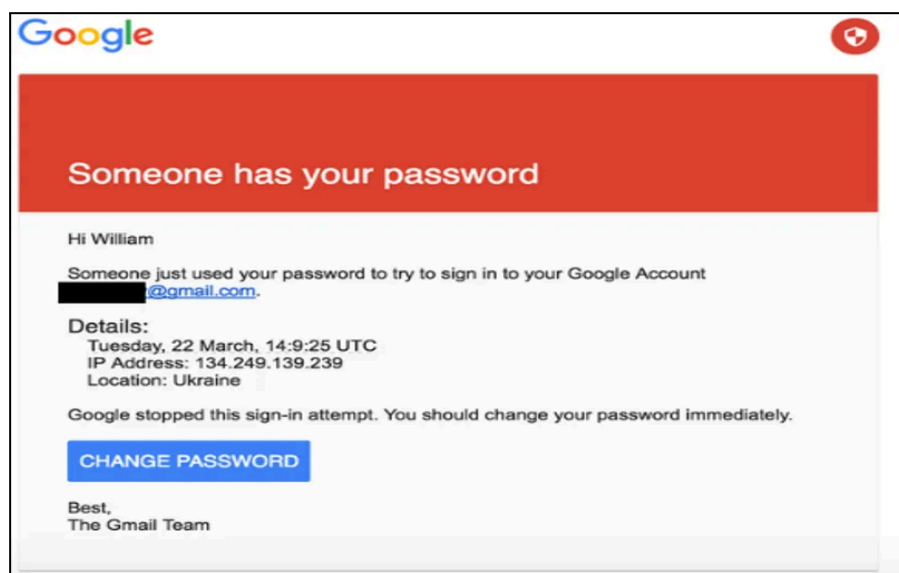 Google
Someone has your password
Hi William
Someone just used your password to try to sign in to your Google Account
@gmail.com.
Details:
Tuesday, 22 March, 14:9:25 UTC
IP Address: 134.249.139.239
Location: Ukraine
Google stopped this sign-in attempt. You should change your password immediately.
CHANGE PASSWORD
Best,
The Gmail Team